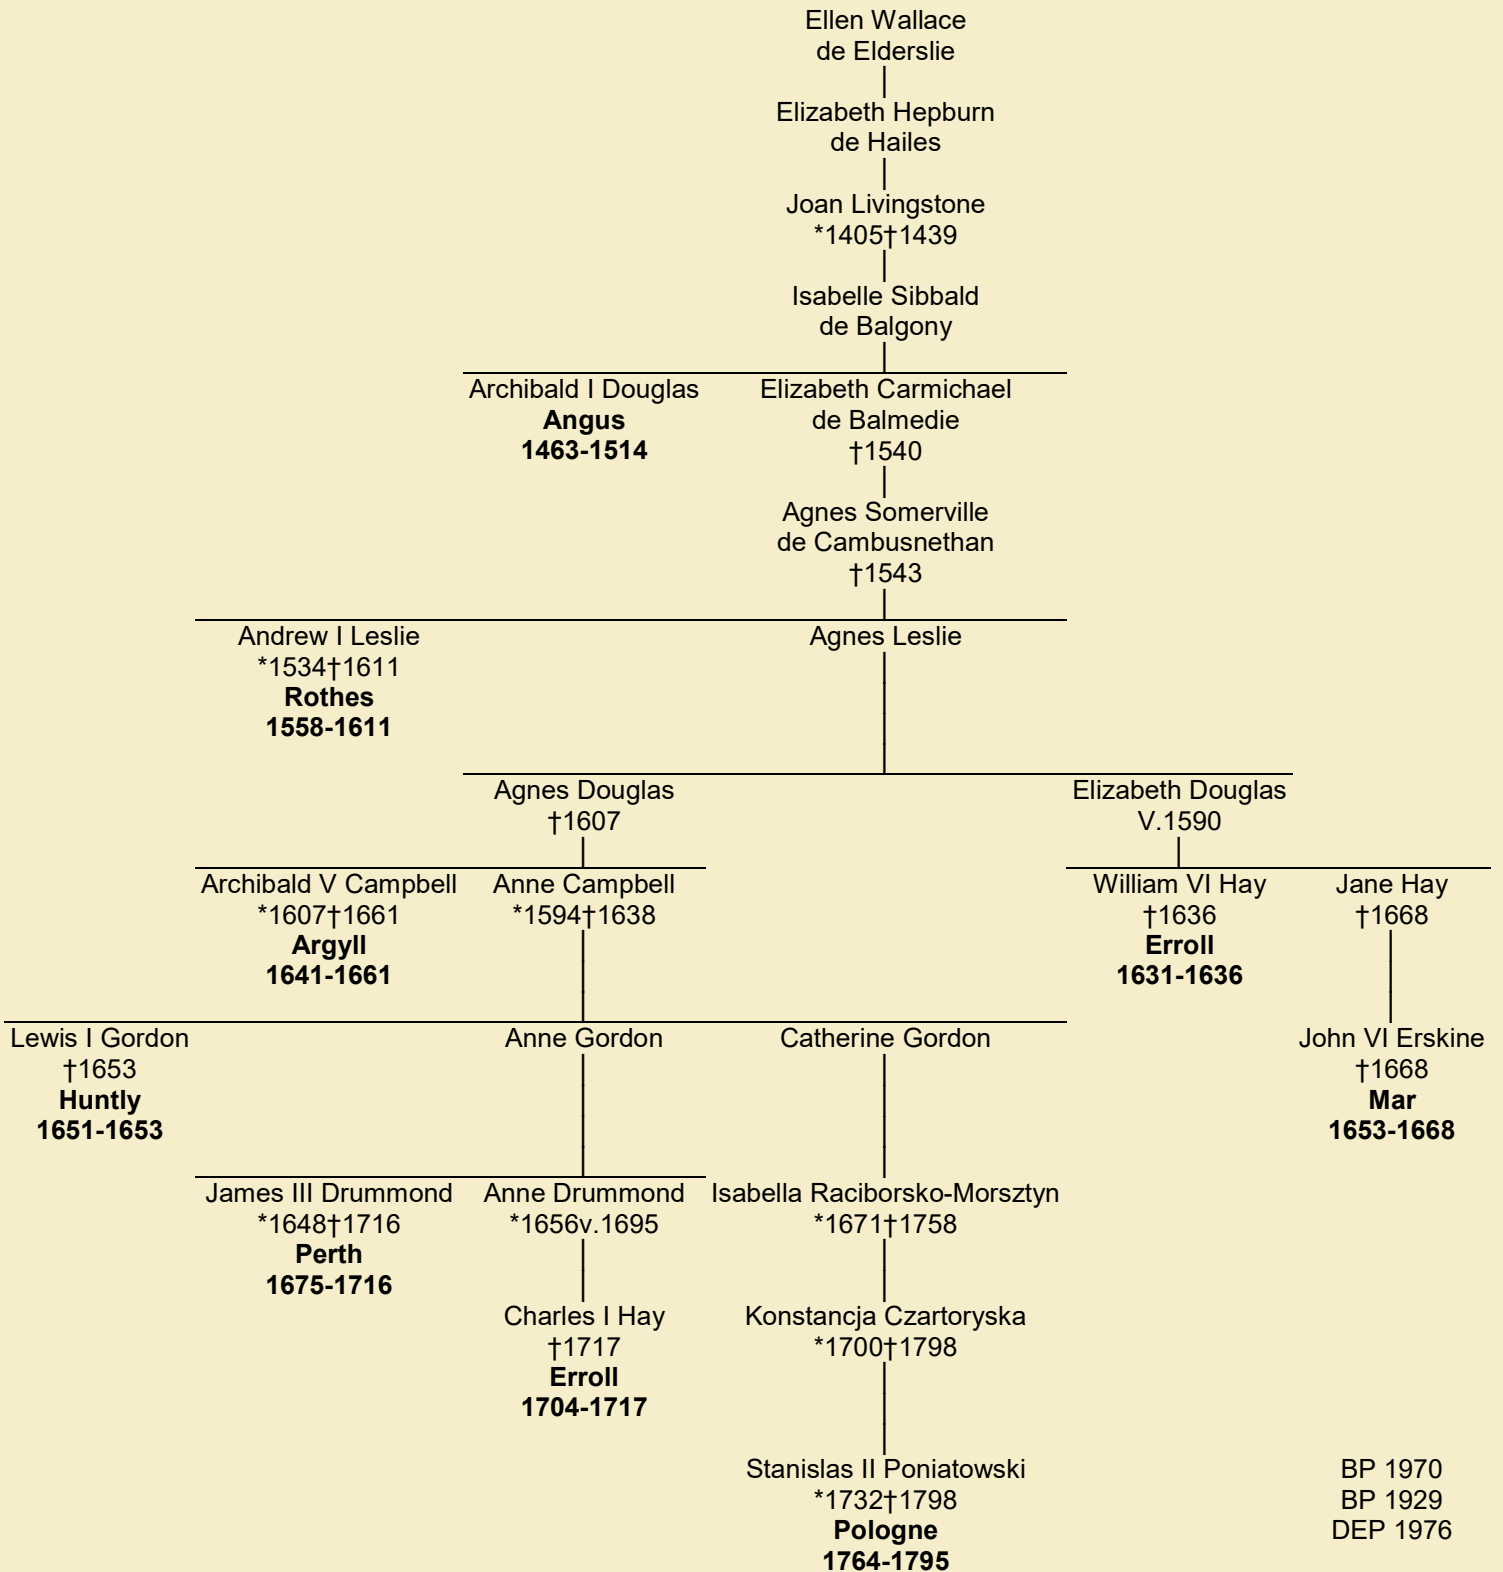 Ellen Wallace
de Elderslie
Elizabeth Hepburn
de Hailes
Joan Livingstone
*1405†1439
Isabelle Sibbald
de Balgony
Archibald I Douglas
Angus
1463-1514
Elizabeth Carmichael
de Balmedie
†1540
Agnes Somerville
de Cambusnethan
†1543
Andrew I Leslie
*1534†1611
Rothes
1558-1611
Agnes Leslie
Agnes Douglas
†1607
Elizabeth Douglas
V.1590
Archibald V Campbell
*1607†1661
Argyll
1641-1661
Anne Campbell
*1594†1638
William VI Hay
†1636
Erroll
1631-1636
Jane Hay
†1668
Lewis I Gordon
†1653
Huntly
1651-1653
Anne Gordon
Catherine Gordon
John VI Erskine
†1668
Mar
1653-1668
James III Drummond
*1648†1716
Perth
1675-1716
Anne Drummond
*1656v.1695
Isabella Raciborsko-Morsztyn
*1671†1758
Charles I Hay
†1717
Erroll
1704-1717
Konstancja Czartoryska
*1700†1798
Stanislas II Poniatowski
*1732†1798
Pologne
1764-1795
BP 1970
BP 1929
DEP 1976